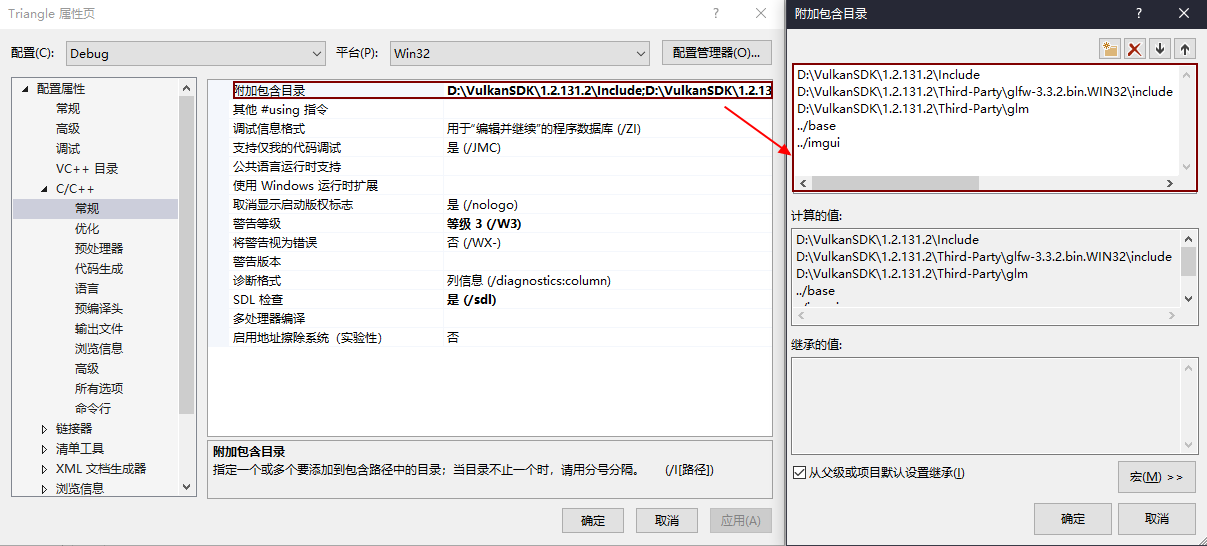 Triangle 属性页
配置(C):
Debug
平台(P):
Win32
配置管理器(O)...
配置属性
常规
高级
调试
VC++ 目录
C/C++
常规
优化
预处理器
代码生成
语言
预编译头
输出文件
浏览信息
高级
所有选项
命令行
链接器
清单工具
XML 文档生成器
浏览信息
附加包含目录 D:\VulkanSDK\1.2.131.2\Include;D:\VulkanSDK\1.2.13
其他 #using 指令
调试信息格式 用于“编辑并继续”的程序数据库 (/ZI)
支持仅我的代码调试 是 (/JMC)
公共语言运行时支持
使用 Windows 运行时扩展
取消显示启动版权标志 是 (/nologo)
警告等级 等级 3 (/W3)
将警告视为错误 否 (/WX-)
警告版本
诊断格式 列信息 (/diagnostics:column)
SDL 检查 是 (/sdl)
多处理器编译
启用地址擦除系统（实验性） 否
附加包含目录
指定一个或多个要添加到包含路径中的目录；当目录不止一个时，请用分号分隔。 (/I[路径])
确定
取消
应用(A)
附加包含目录
D:\VulkanSDK\1.2.131.2\Include
D:\VulkanSDK\1.2.131.2\Third-Party\glfw-3.3.2.bin.WIN32\include
D:\VulkanSDK\1.2.131.2\Third-Party\glm
../base
../imgui
计算的值:
D:\VulkanSDK\1.2.131.2\Include
D:\VulkanSDK\1.2.131.2\Third-Party\glfw-3.3.2.bin.WIN32\include
D:\VulkanSDK\1.2.131.2\Third-Party\glm
../base
继承的值:
从父级或项目默认设置继承(I)
宏(M) >>
确定
取消